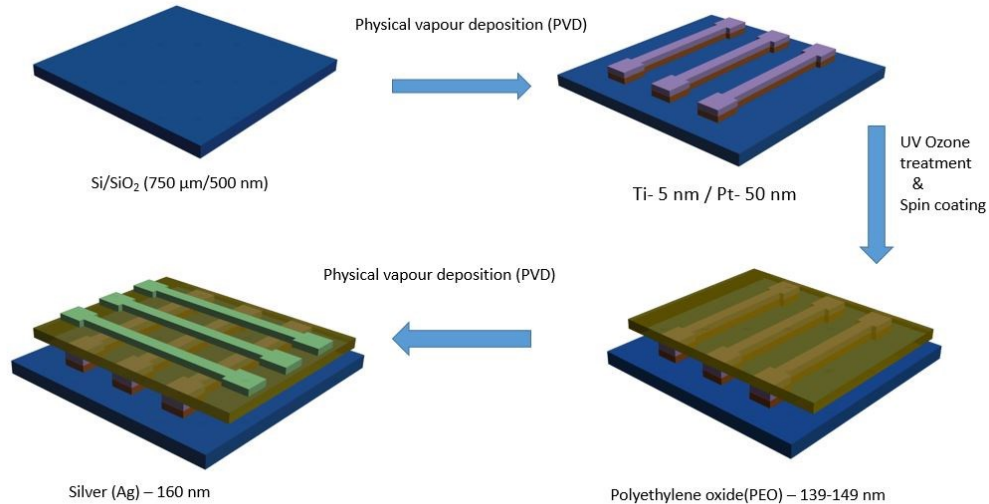 Physical vapour deposition (PVD)
Si/SiO₂ (750 µm/500 nm)
Ti- 5 nm / Pt- 50 nm
UV Ozone
treatment
&
Spin coating
Physical vapour deposition (PVD)
Silver (Ag) – 160 nm
Polyethylene oxide(PEO) – 139-149 nm